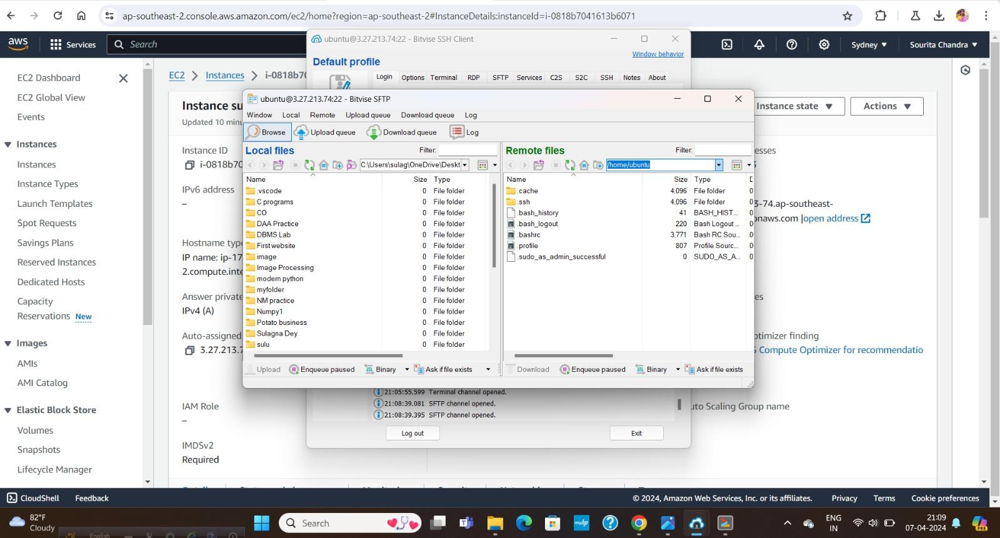 ap-southeast-2.console.aws.amazon.com/ec2/home?region=ap-southeast-2#InstanceDetails:instanceId=i-0818b7041613b6071
aws
Services
Search
ubuntu@3.27.213.74:22 - Bitvise SSH Client
Sydney ▼
Sourita Chandra ▼
Window behavior
Default profile
Login Options Terminal RDP SFTP Services C2S S2C SSH Notes About
EC2 Dashboard
EC2 Global View
Events
Instances
Instances
Instance Types
Launch Templates
Spot Requests
Savings Plans
Reserved Instances
Dedicated Hosts
Capacity
Reservations New
Images
AMIs
AMI Catalog
Elastic Block Store
Volumes
Snapshots
Lifecycle Manager
EC2 > Instances > i-0818b70
Instance su
Updated 10 minu
Instance state ▼
Actions ▼
Instance ID
i-0818b70
IPv6 address
–
Hostname type
IP name: ip-17
2.compute.inte
Answer private
IPv4 (A)
Auto-assigned
3.27.213.7
IAM Role
–
IMDSv2
Required
esses
3-74.ap-southeast-
onaws.com |open address
es
ptimizer finding
Compute Optimizer for recommendatio
uto Scaling Group name
ubuntu@3.27.213.74:22 - Bitvise SFTP
Window Local Remote Upload queue Download queue Log
Browse Upload queue Download queue Log
Local files
Filter:
C:\Users\sulag\OneDrive\Deskt
Name Size Type
.vscode 0 File folder
C programs 0 File folder
CO 0 File folder
DAA Practice 0 File folder
DBMS Lab 0 File folder
First website 0 File folder
image 0 File folder
Image Processing 0 File folder
modern python 0 File folder
myfolder 0 File folder
NM practice 0 File folder
Numpy1 0 File folder
Potato business 0 File folder
Sulagna Dey 0 File folder
sulu 0 File folder
Upload Enqueue paused Binary Ask if file exists
Remote files
Filter:
/home/ubuntu
Name Size Type D
.cache 4,096 File folder 0
.ssh 4,096 File folder 0
.bash_history 41 BASH_HIST... 0
.bash_logout 220 Bash Logout ... 0
.bashrc 3,771 Bash RC Sou... 0
.profile 807 Profile Sourc... 0
.sudo_as_admin_successful 0 SUDO_AS_A... 0
Download Enqueue paused Binary Ask if file exists
21:05:55.599 Terminal channel opened.
21:08:39.081 SFTP channel opened.
21:08:39.395 SFTP channel opened.
Log out
Exit
CloudShell Feedback
© 2024, Amazon Web Services, Inc. or its affiliates. Privacy Terms Cookie preferences
82°F
Cloudy
English
Search
myhp
ENG
IN
21:09
07-04-2024
PRE